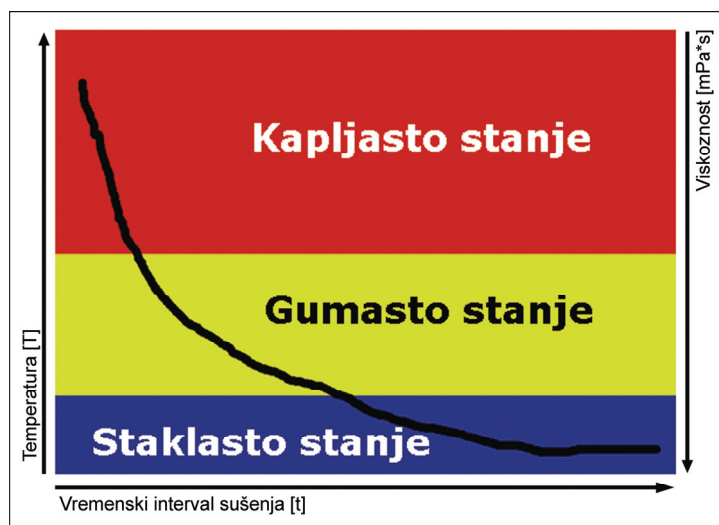 Temperatura [T]
Kapljasto stanje
Gumasto stanje
Staklasto stanje
Viskoznost [mPa*s]
Vremenski interval sušenja [t]